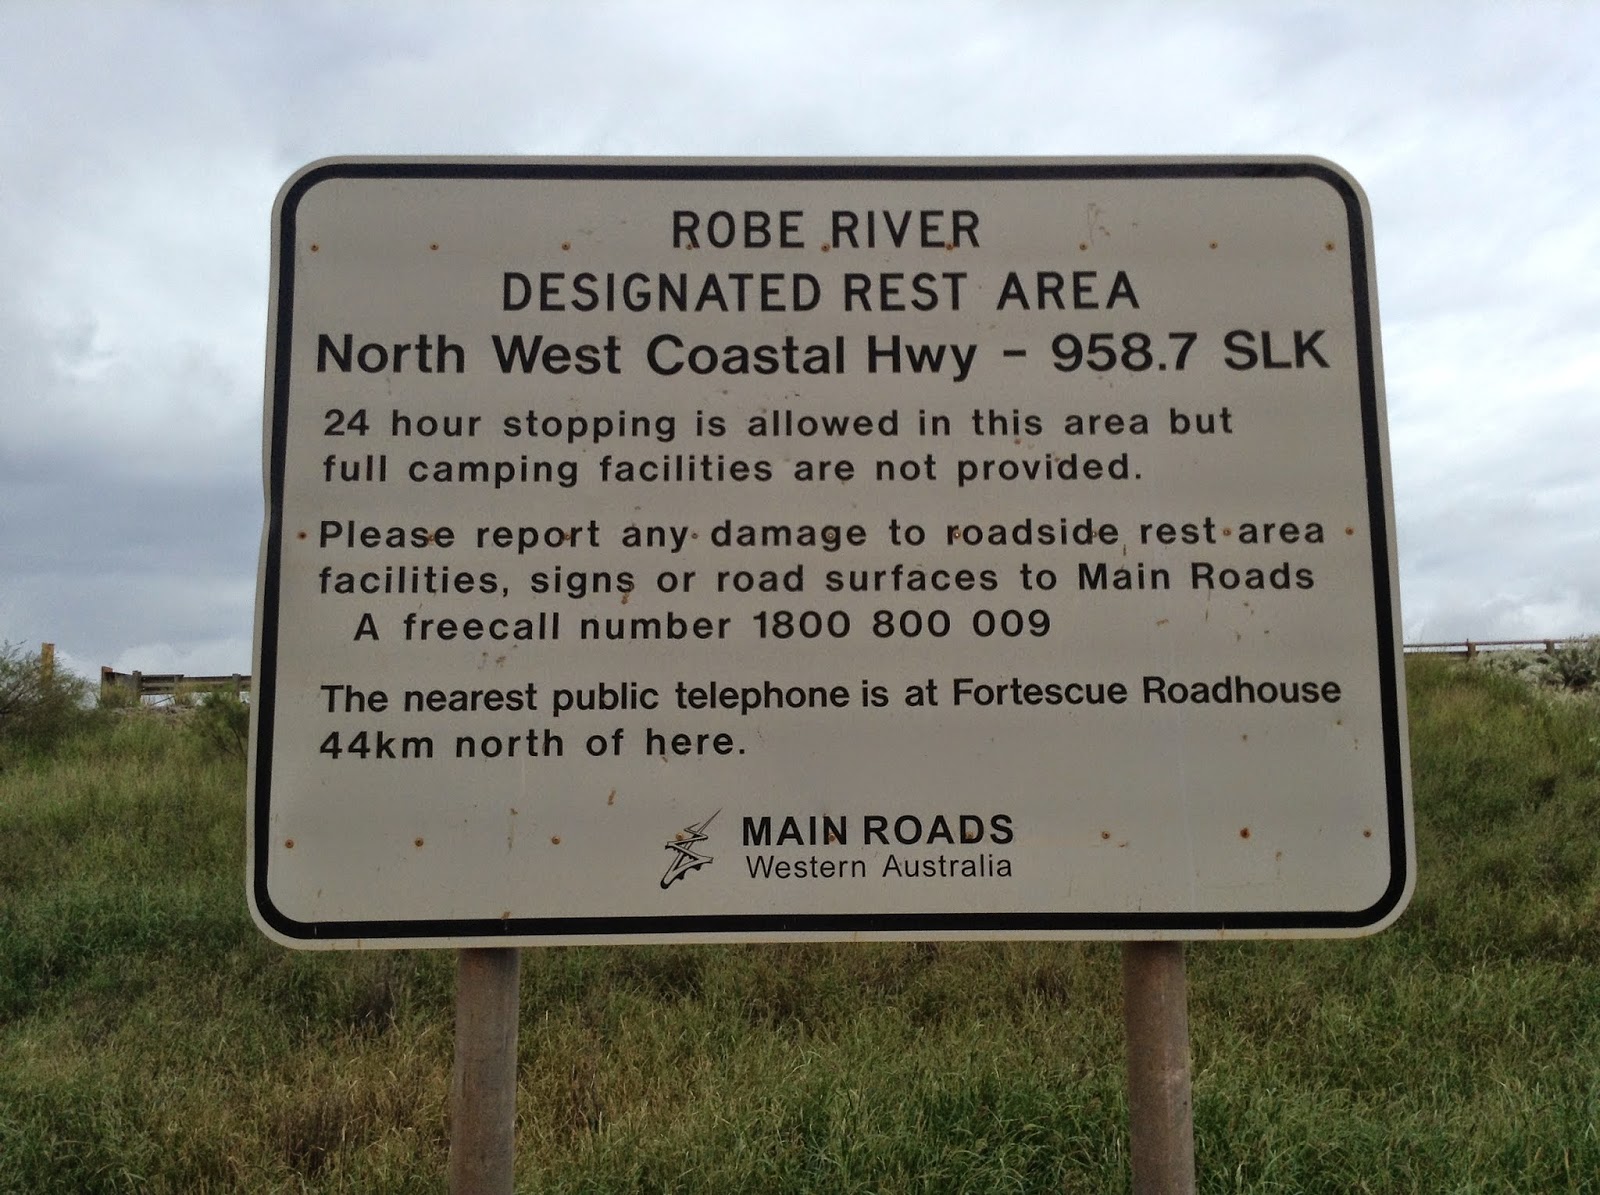 ROBE RIVER
DESIGNATED REST AREA
North West Coastal Hwy - 958.7 SLK
24 hour stopping is allowed in this area but
full camping facilities are not provided.
Please report any damage to roadside rest area
facilities, signs or road surfaces to Main Roads
A freecall number 1800 800 009
The nearest public telephone is at Fortescue Roadhouse
44km north of here.
MAIN ROADS
Western Australia